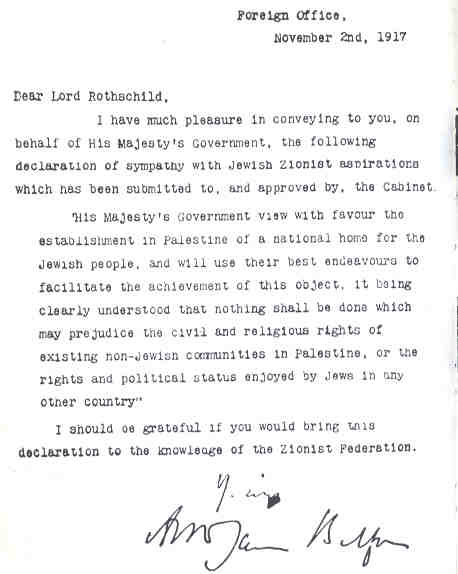 Foreign Office,
November 2nd, 1917
Dear Lord Rothschild,
I have much pleasure in conveying to you, on
behalf of His Majesty's Government, the following
declaration of sympathy with Jewish Zionist aspirations
which has been submitted to, and approved by, the Cabinet.
"His Majesty's Government view with favour the
establishment in Palestine of a national home for the
Jewish people, and will use their best endeavours to
facilitate the achievement of this object, it being
clearly understood that nothing shall be done which
may prejudice the civil and religious rights of
existing non-Jewish communities in Palestine, or the
rights and political status enjoyed by Jews in any
other country"
I should be grateful if you would bring this
declaration to the knowledge of the Zionist Federation.